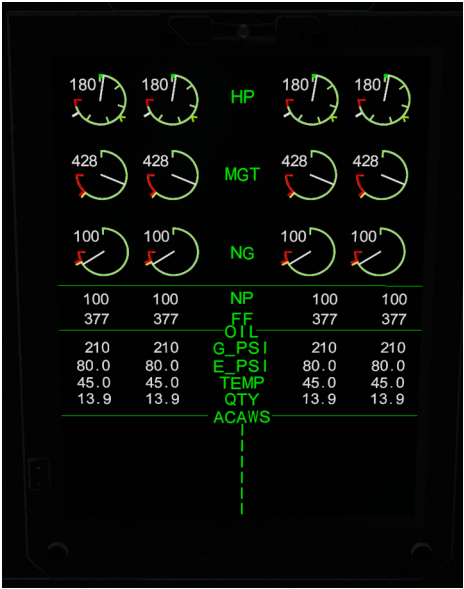 180 180 HP 180 180
428 428 MGT 428 428
100 100 NG 100 100
100 100 NP 100 100
377 377 FF 377 377
OIL
210 210 G_PSI 210 210
80.0 80.0 E_PSI 80.0 80.0
45.0 45.0 TEMP 45.0 45.0
13.9 13.9 QTY 13.9 13.9
ACAWS